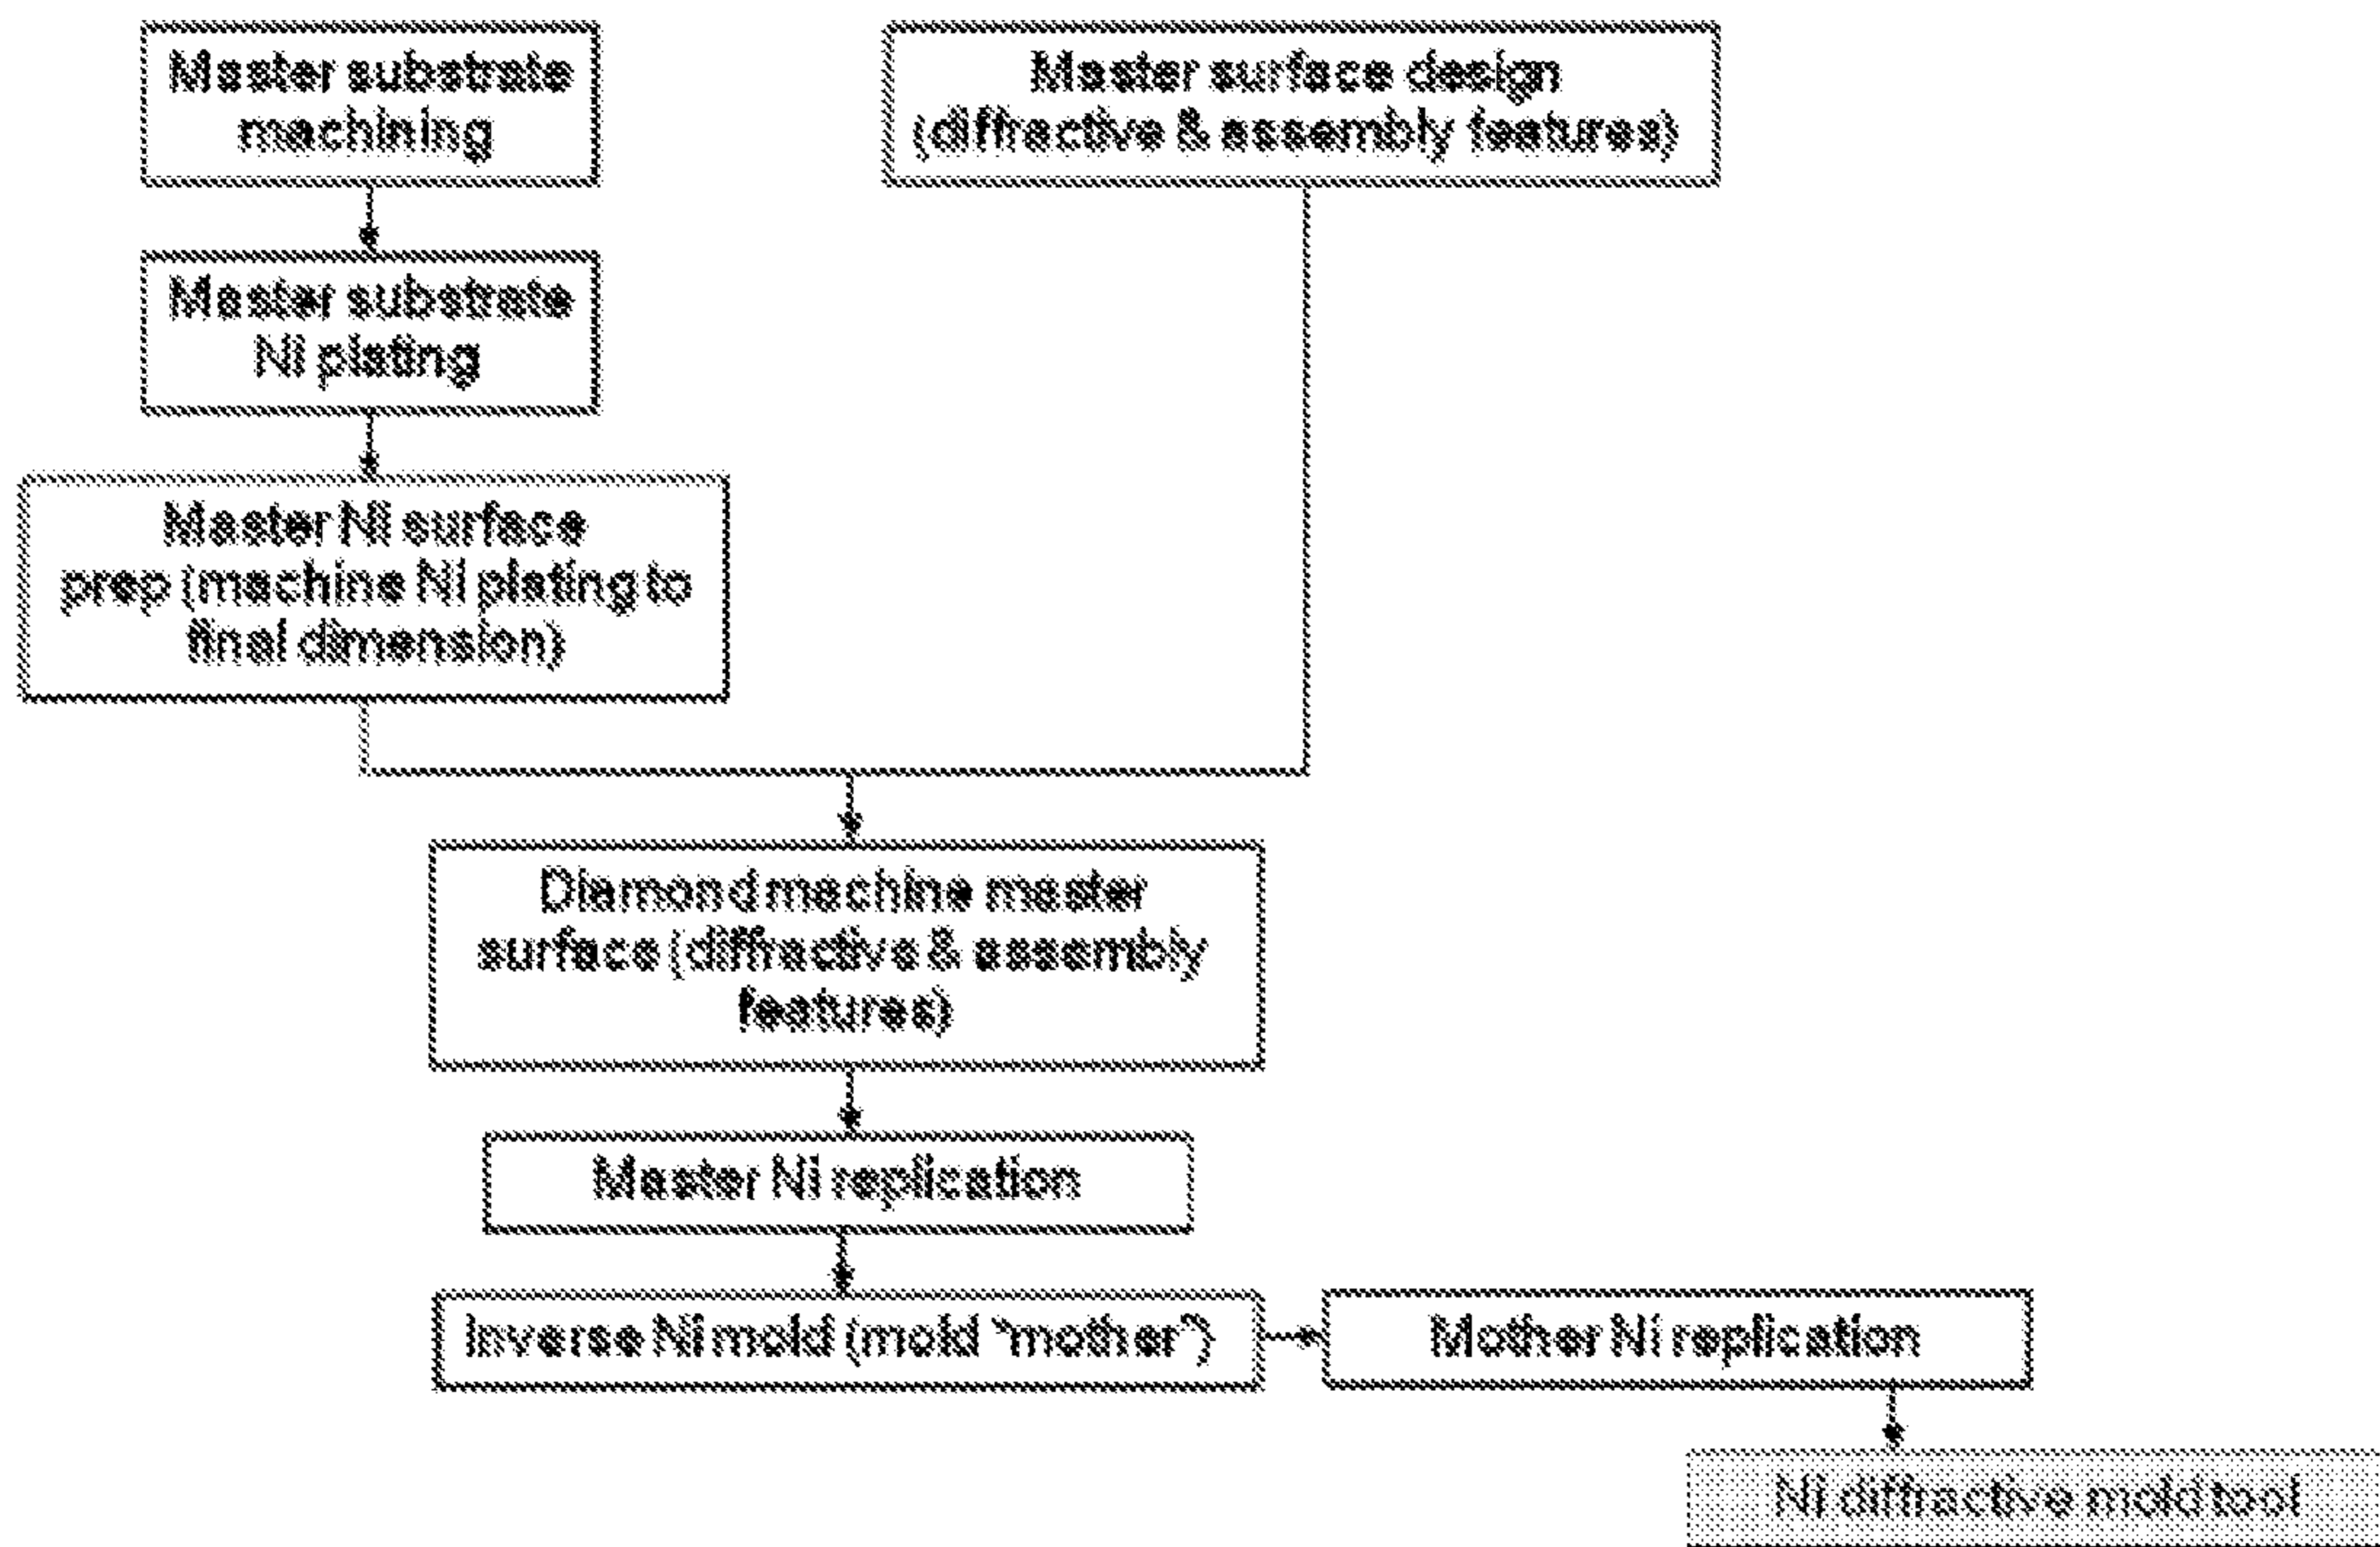 Master substrate
machining
Master surface design
(diffractive & assembly features)
Master substrate
Ni plating
Master Ni surface
prep (machine Ni plating to
final dimension)
Diamond machine master
surface (diffractive & assembly
features)
Master Ni replication
Inverse Ni mold (mold "mother")
Mother Ni replication
Ni diffractive mold tool